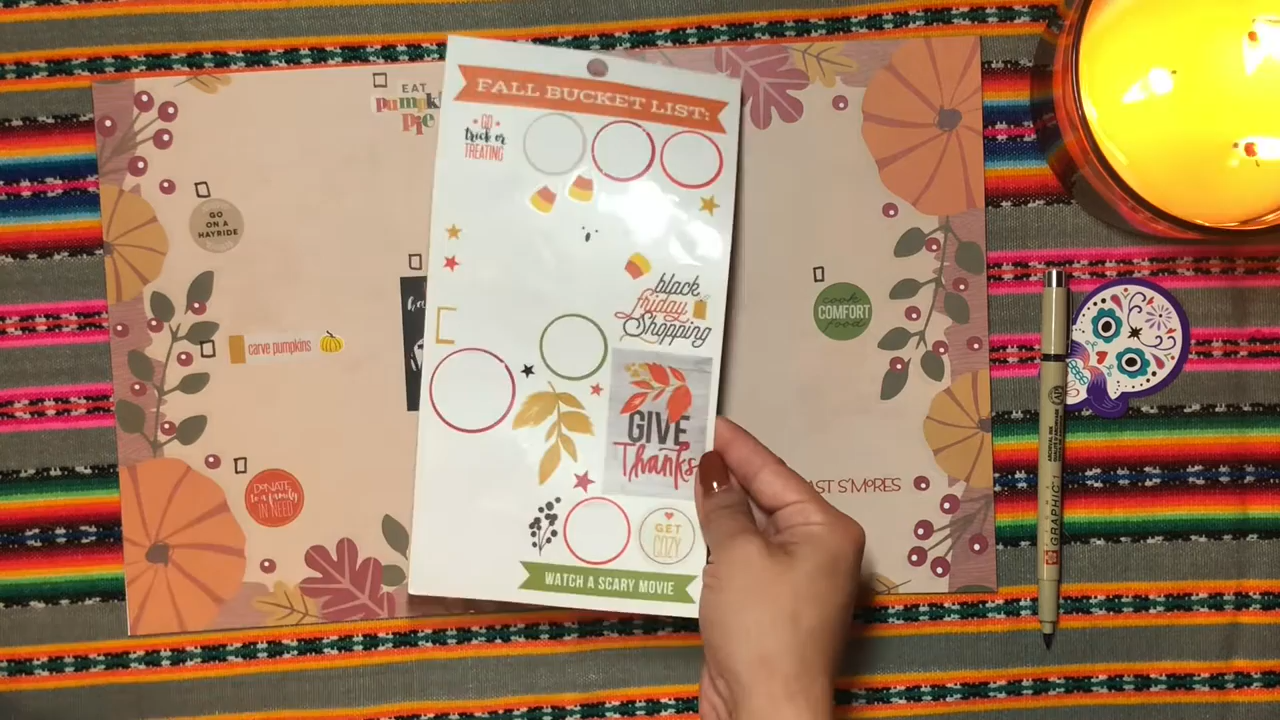 FALL BUCKET LIST:
GO
trick or
TREATING
EAT
pumpki
pie
GO
ON A
HAYRIDE
carve pumpkins
DONATE
to a family
IN NEED
black
friday
Shopping
GIVE
Thanks
GET
COZY
WATCH A SCARY MOVIE
cook
COMFORT
food
AST S'MORES
GRAPHIC 1